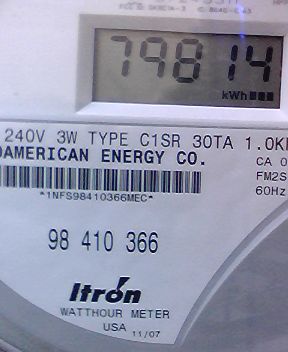 79814
kWh
240V 3W TYPE C1SR 30TA 1.0K
AMERICAN ENERGY CO.
CA 0
FM2S
60Hz
*1NFS98410366MEC*
98 410 366
Itrón
WATTHOUR METER
USA 11/07